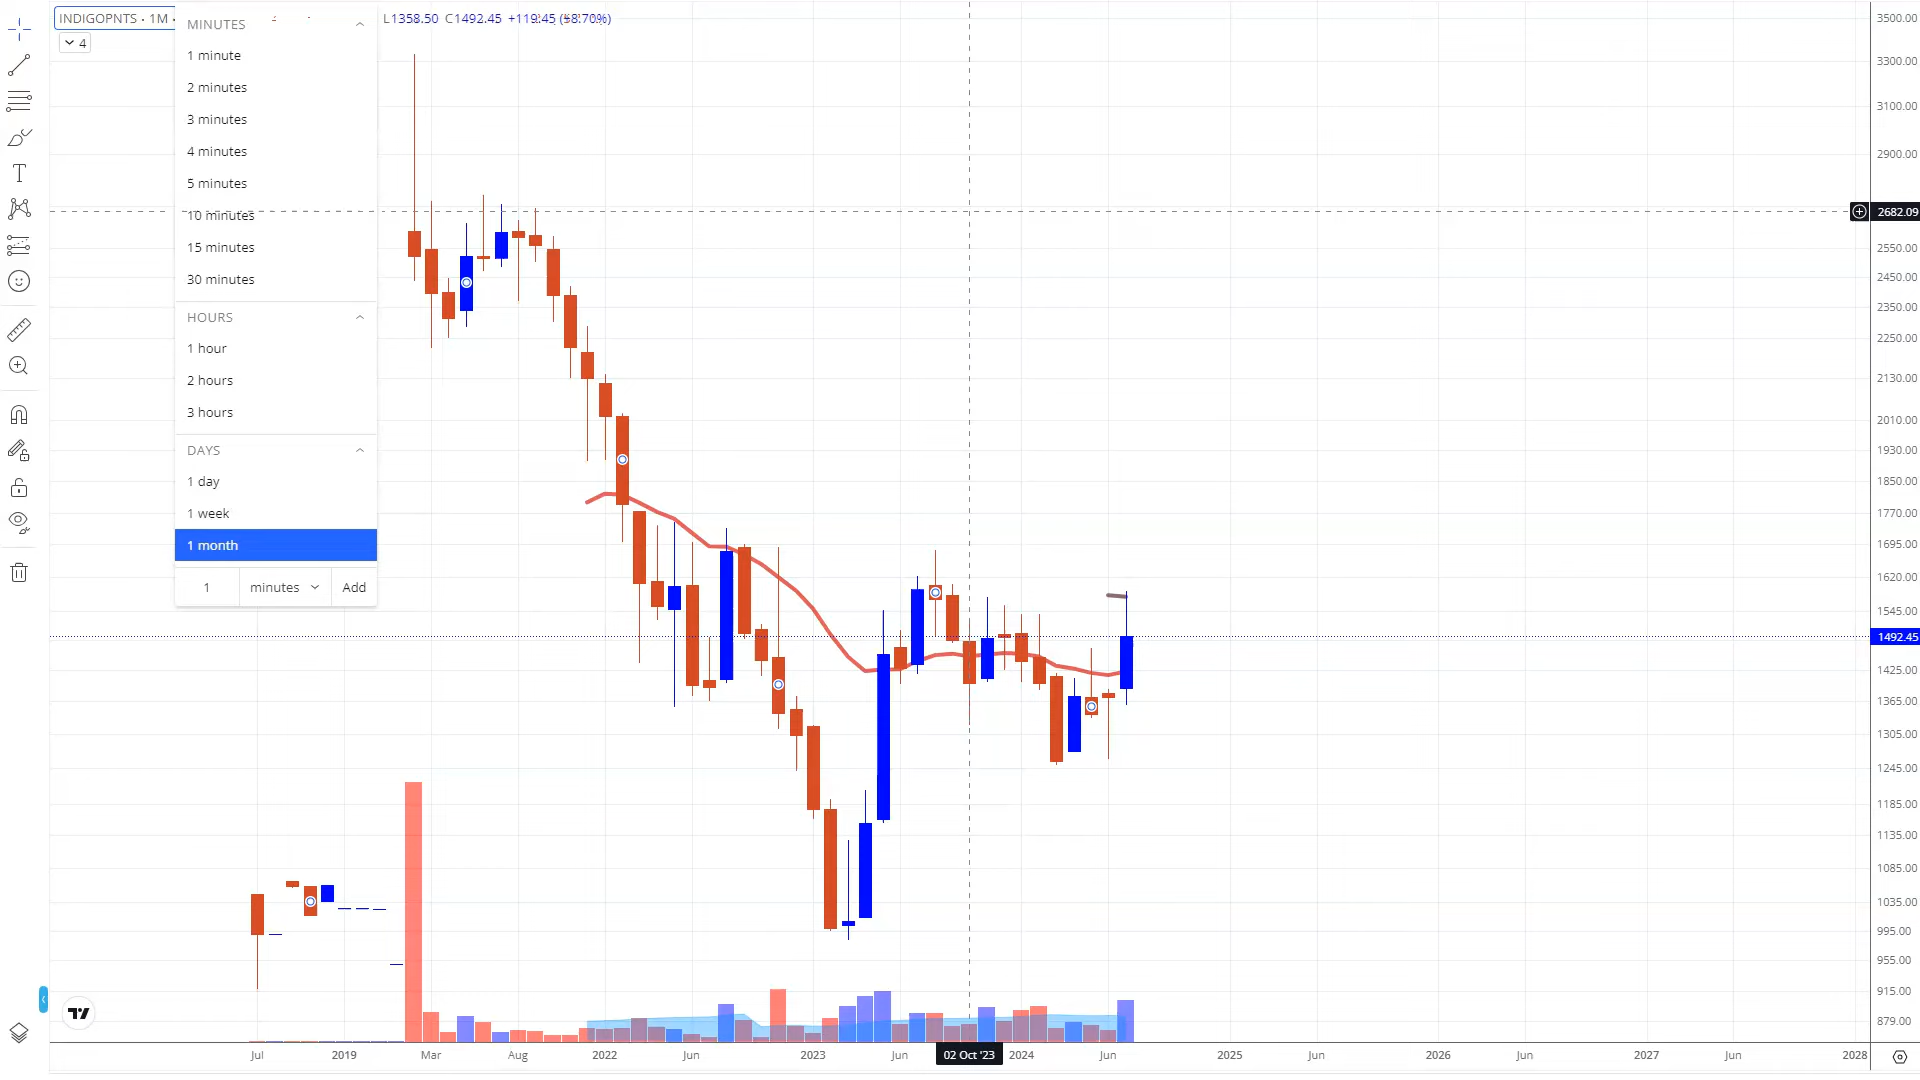 INDIGOPNTS · 1M ·
L1358.50 C1492.45 +119.45 (+8.70%)
4
MINUTES
1 minute
2 minutes
3 minutes
4 minutes
5 minutes
10 minutes
15 minutes
30 minutes
HOURS
1 hour
2 hours
3 hours
DAYS
1 day
1 week
1 month
1 minutes Add
3500.00
3300.00
3100.00
2900.00
2682.09
2550.00
2450.00
2350.00
2250.00
2130.00
2010.00
1930.00
1850.00
1770.00
1695.00
1620.00
1545.00
1492.45
1425.00
1365.00
1305.00
1245.00
1185.00
1135.00
1085.00
1035.00
995.00
955.00
915.00
879.00
Jul 2019 Mar Aug 2022 Jun 2023 Jun 02 Oct '23 2024 Jun 2025 Jun 2026 Jun 2027 Jun 2028